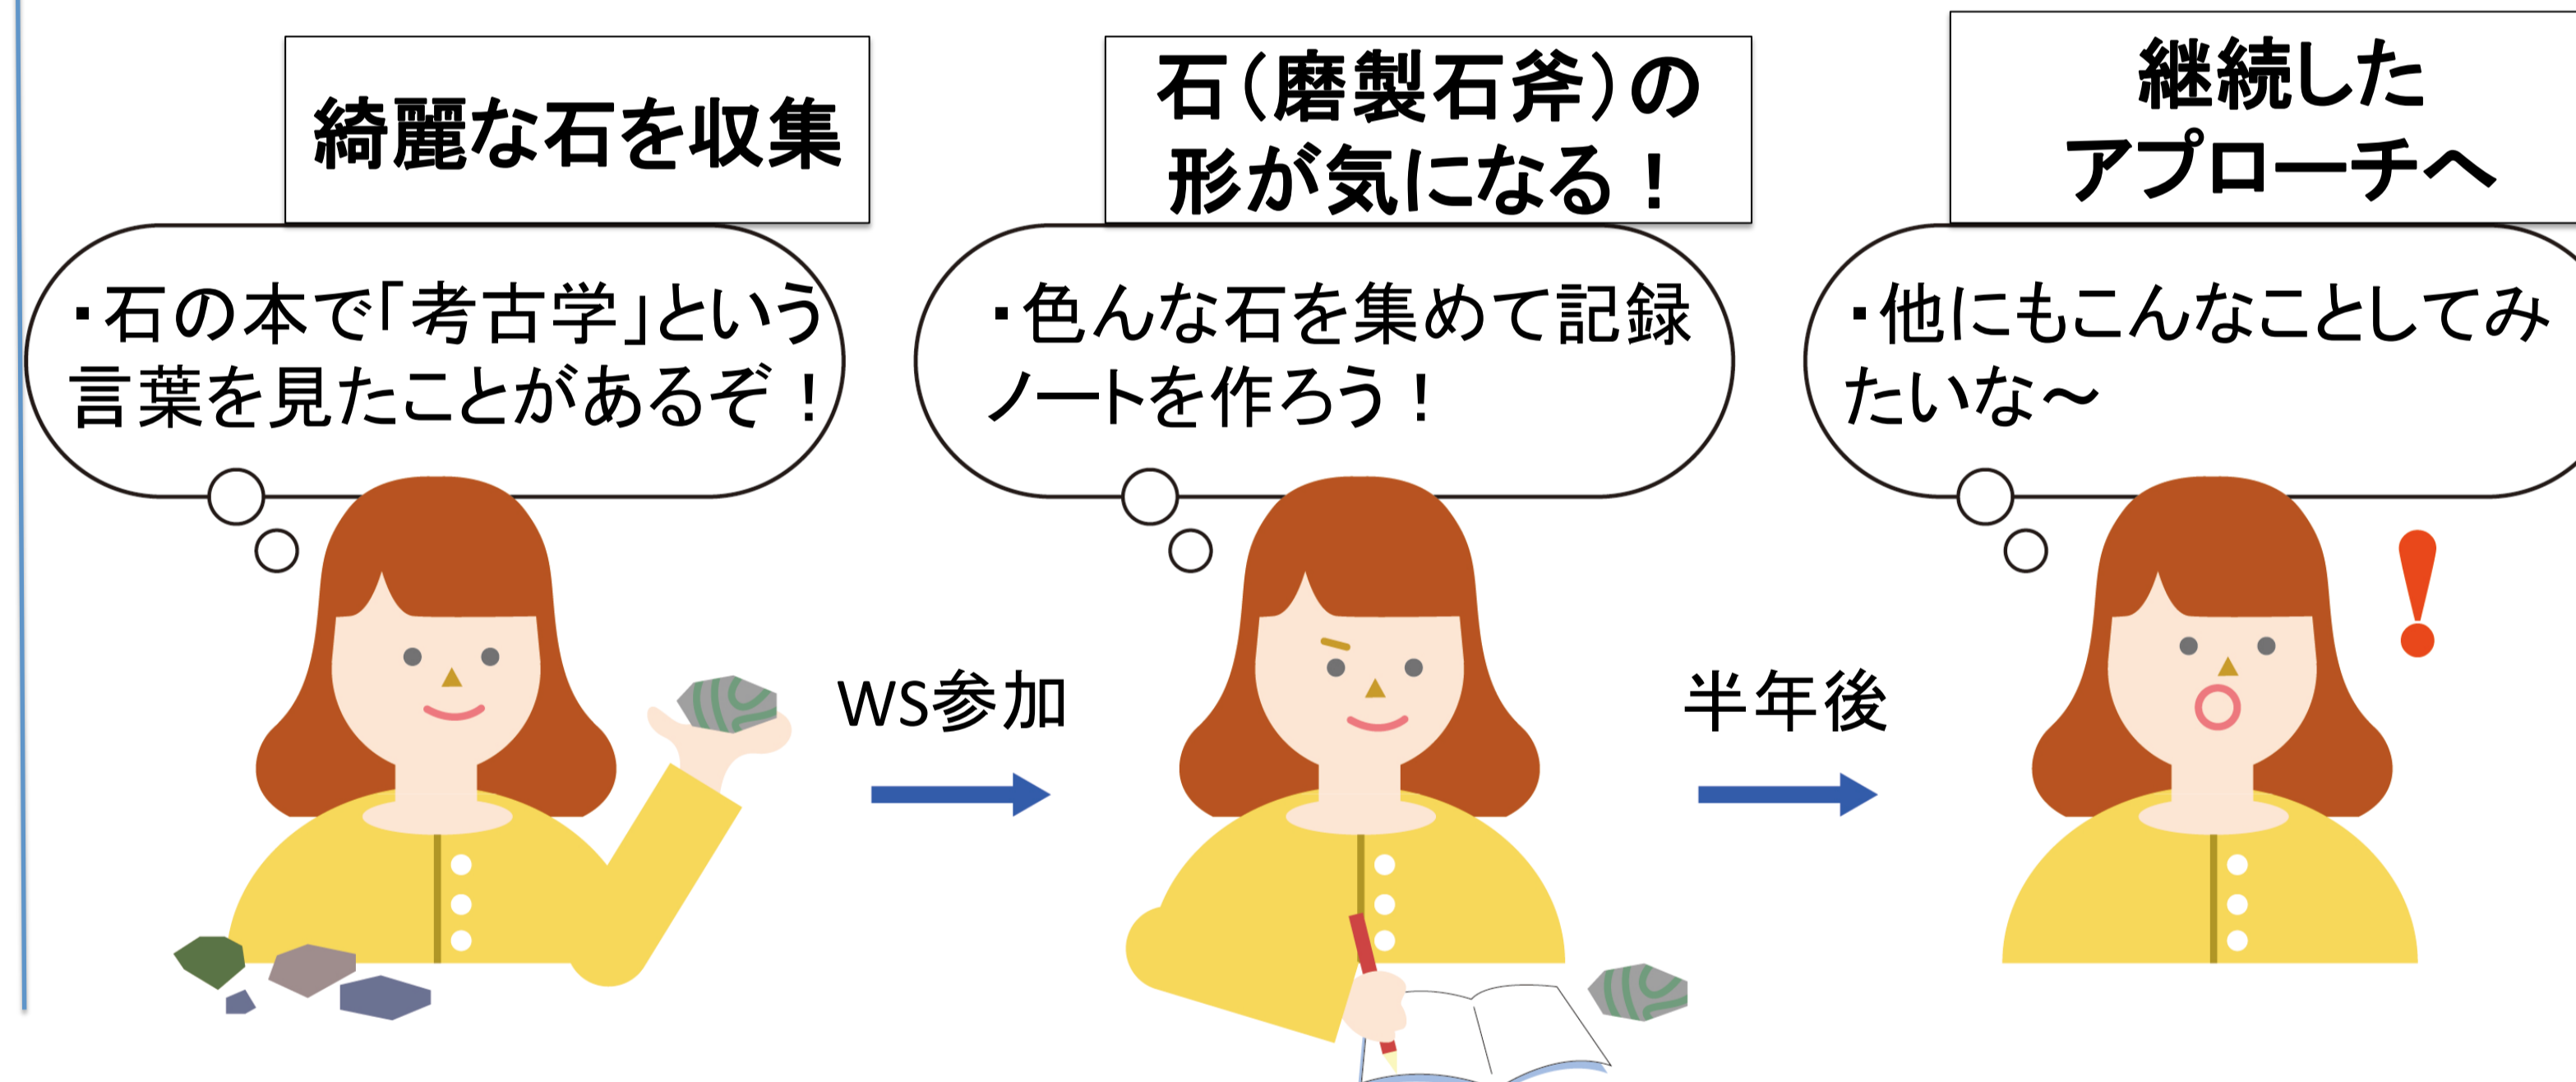 綺麗な石を収集
・石の本で「考古学」という
言葉を見たことがあるぞ！
WS参加
石（磨製石斧）の
形が気になる！
・色んな石を集めて記録
ノートを作ろう！
半年後
継続した
アプローチへ
・他にもこんなことしてみ
たいな～